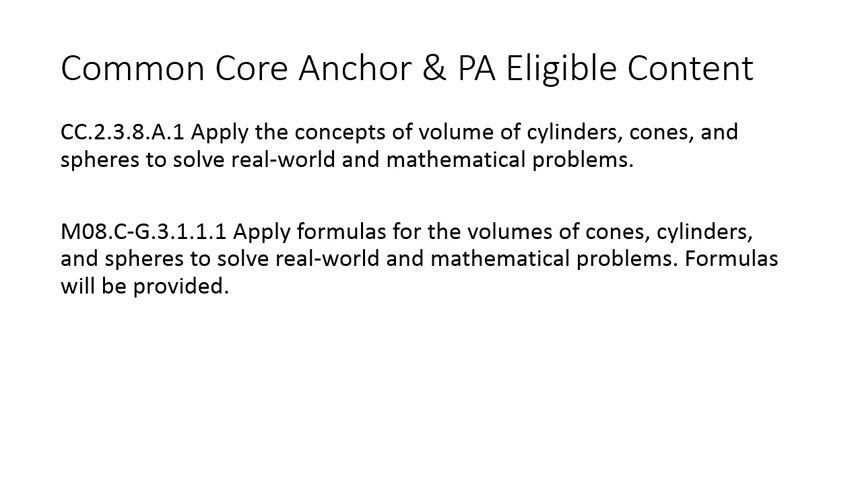 Common Core Anchor & PA Eligible Content
CC.2.3.8.A.1 Apply the concepts of volume of cylinders, cones, and
spheres to solve real-world and mathematical problems.
M08.C-G.3.1.1.1 Apply formulas for the volumes of cones, cylinders,
and spheres to solve real-world and mathematical problems. Formulas
will be provided.